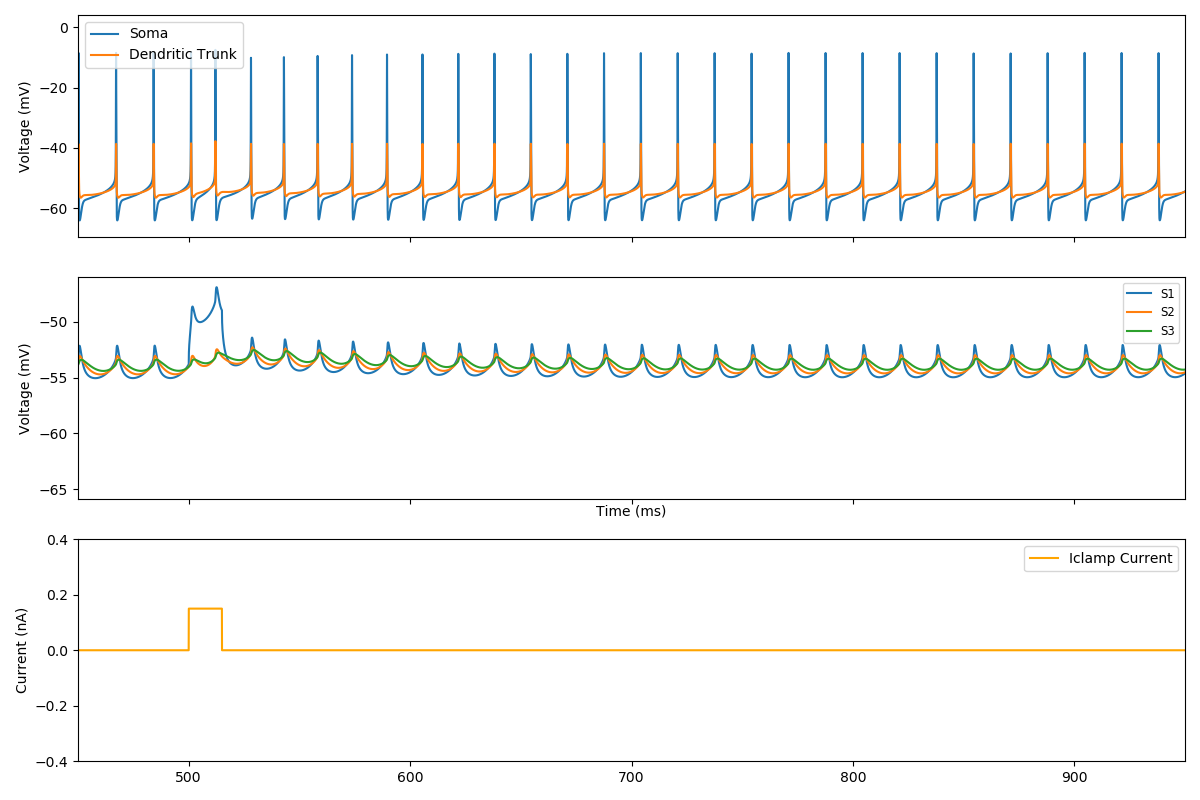 0
−20
−40
−60
Voltage (mV)
Soma
Dendritic Trunk
−50
−55
−60
−65
Voltage (mV)
S1
S2
S3
Time (ms)
0.4
0.2
0.0
−0.2
−0.4
Current (nA)
Iclamp Current
500 600 700 800 900